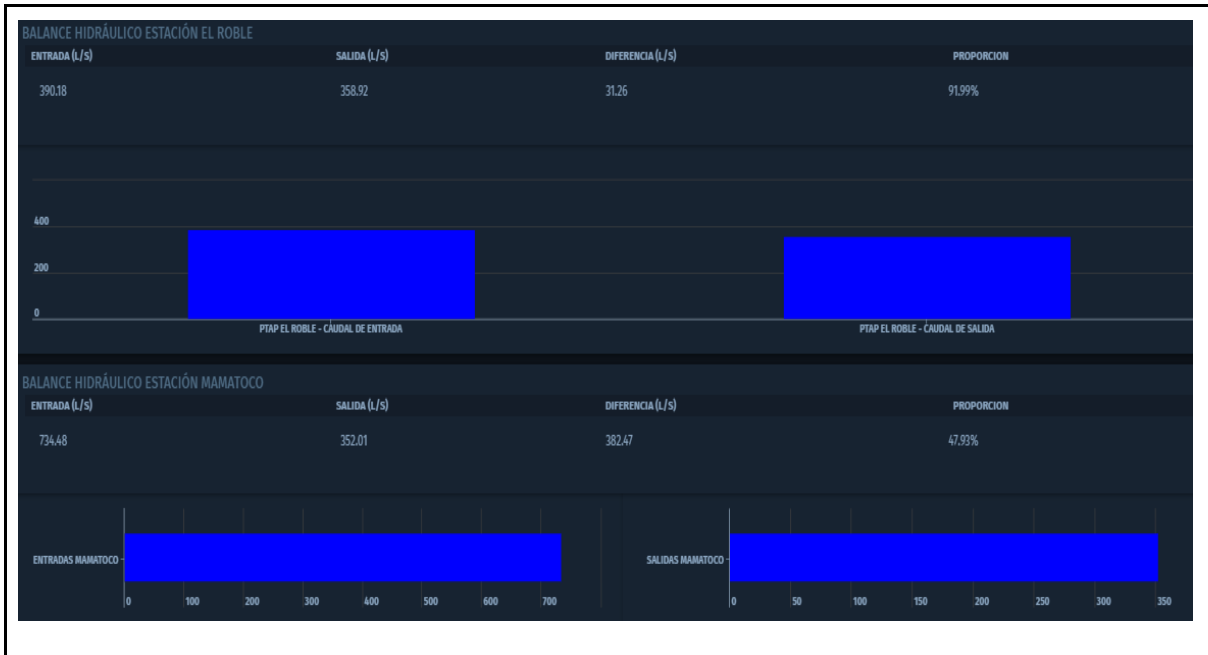 BALANCE HIDRÁULICO ESTACIÓN EL ROBLE
ENTRADA (L/S) SALIDA (L/S) DIFERENCIA (L/S) PROPORCION
390.18 358.92 31.26 91.99%
400
200
0
PTAP EL ROBLE - CAUDAL DE ENTRADA PTAP EL ROBLE - CAUDAL DE SALIDA
BALANCE HIDRÁULICO ESTACIÓN MAMATOCO
ENTRADA (L/S) SALIDA (L/S) DIFERENCIA (L/S) PROPORCION
734.48 352.01 382.47 47.93%
ENTRADAS MAMATOCO SALIDAS MAMATOCO
0 100 200 300 400 500 600 700 0 50 100 150 200 250 300 350